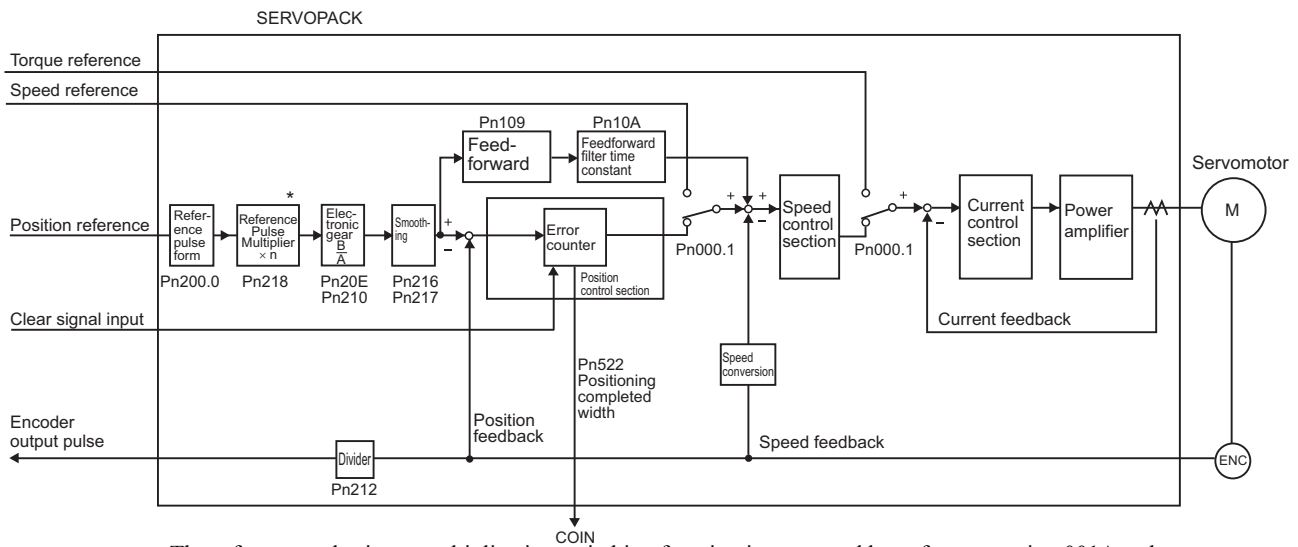 SERVOPACK
Torque reference
Speed reference
Pn109
Feed-
forward
Pn10A
Feedforward
filter time
constant
Servomotor
M
Position reference
Refer-
ence
pulse
form
Pn200.0
*
Reference
Pulse
Multiplier
× n
Pn218
Elec-
tronic
gear
B
A
Pn20E
Pn210
Smooth-
ing
Pn216
Pn217
+
−
Error
counter
Position
control section
Pn000.1
+
+
−
Speed
control
section
Pn000.1
+
−
Current
control
section
Power
amplifier
Clear signal input
Current feedback
Pn522
Positioning
completed
width
Speed
conversion
Encoder
output pulse
Position
feedback
Speed feedback
Divider
Pn212
ENC
COIN